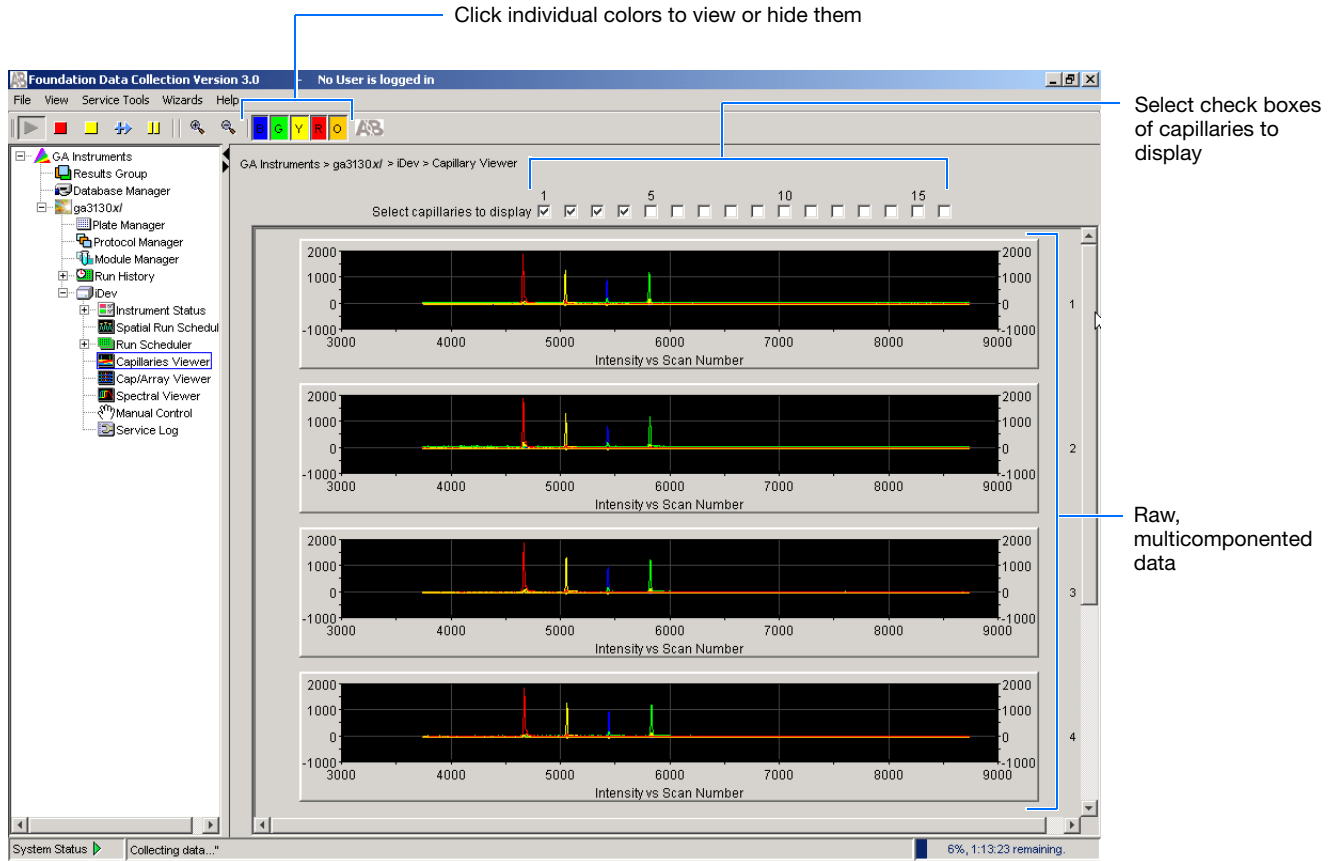 Click individual colors to view or hide them
Foundation Data Collection Version 3.0 - No User is logged in
File View Service Tools Wizards Help
B G Y R O AB
Select check boxes
of capillaries to
display
GA Instruments
Results Group
Database Manager
ga3130xl
Plate Manager
Protocol Manager
Module Manager
Run History
iDev
Instrument Status
Spatial Run Schedul
Run Scheduler
Capillaries Viewer
Cap/Array Viewer
Spectral Viewer
Manual Control
Service Log
GA Instruments > ga3130xl > iDev > Capillary Viewer
1 5 10 15
Select capillaries to display
2000 2000
1000 1000
0 0
-1000 -1000
3000 4000 5000 6000 7000 8000 9000
Intensity vs Scan Number
1
2000 2000
1000 1000
0 0
-1000 -1000
3000 4000 5000 6000 7000 8000 9000
Intensity vs Scan Number
2
2000 2000
1000 1000
0 0
-1000 -1000
3000 4000 5000 6000 7000 8000 9000
Intensity vs Scan Number
3
2000 2000
1000 1000
0 0
-1000 -1000
3000 4000 5000 6000 7000 8000 9000
Intensity vs Scan Number
4
Raw,
multicomponented
data
System Status
Collecting data..."
6%, 1:13:23 remaining.